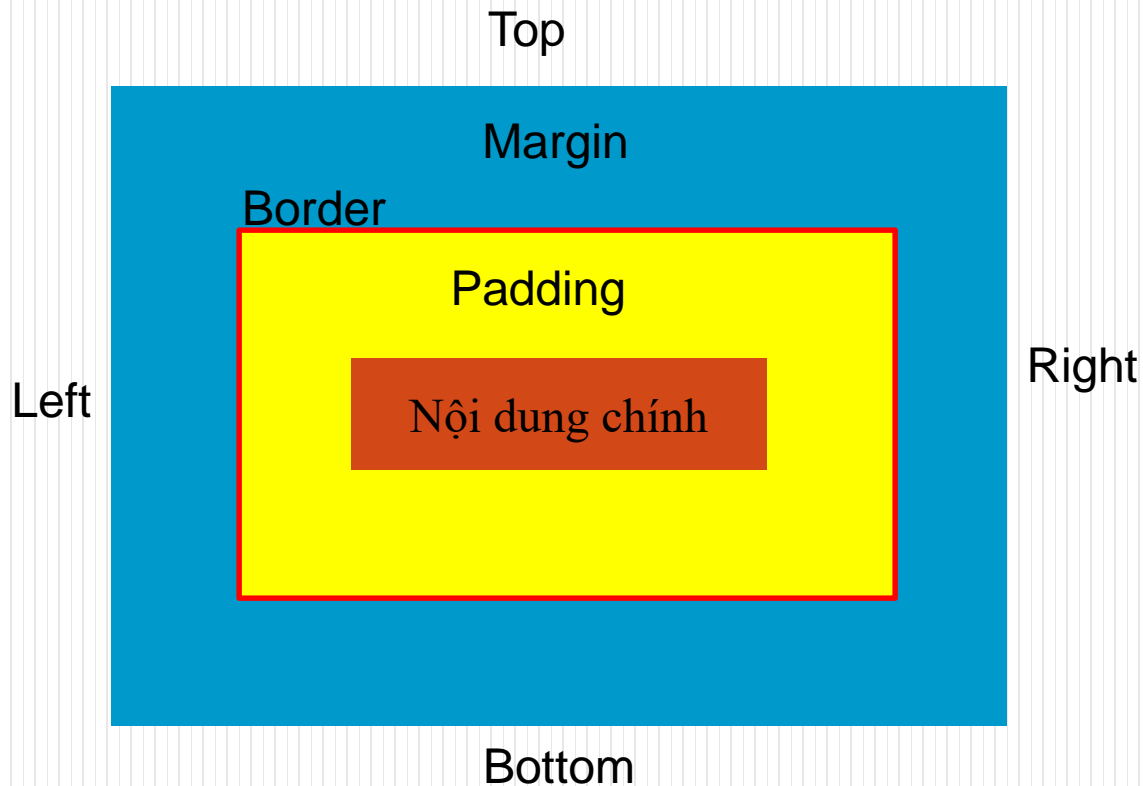 Top
Margin
Border
Padding
Right
Left
Nội dung chính
Bottom